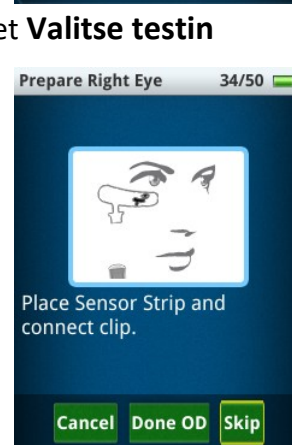 et Valitse testin
Prepare Right Eye 34/50
Place Sensor Strip and
connect clip.
Cancel Done OD Skip